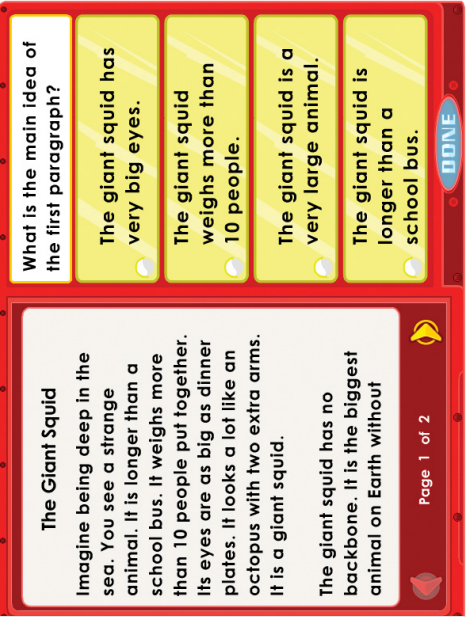 The Giant Squid
Imagine being deep in the
sea. You see a strange
animal. It is longer than a
school bus. It weighs more
than 10 people put together.
Its eyes are as big as dinner
plates. It looks a lot like an
octopus with two extra arms.
It is a giant squid.
The giant squid has no
backbone. It is the biggest
animal on Earth without
Page 1 of 2
What is the main idea of
the first paragraph?
The giant squid has
very big eyes.
The giant squid
weighs more than
10 people.
The giant squid is a
very large animal.
The giant squid is
longer than a
school bus.
DONE